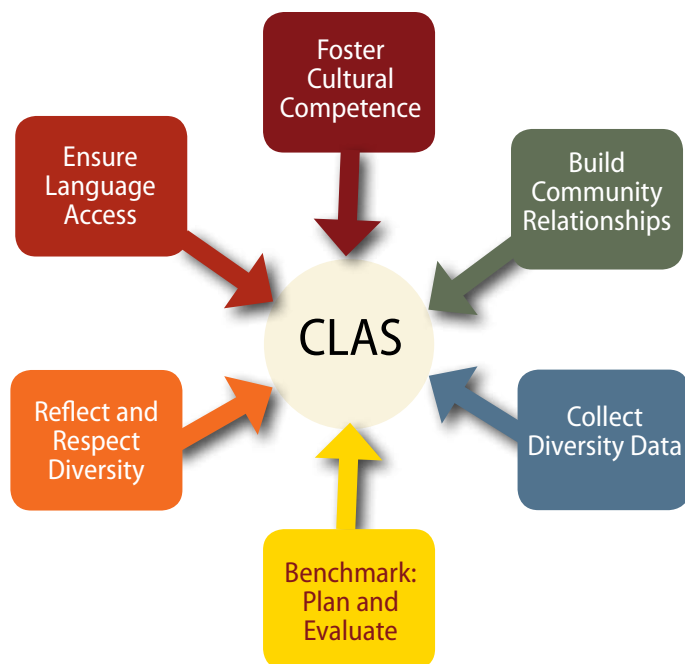 Foster
Cultural
Competence
Ensure
Language
Access
Build
Community
Relationships
CLAS
Reflect and
Respect
Diversity
Collect
Diversity Data
Benchmark:
Plan and
Evaluate